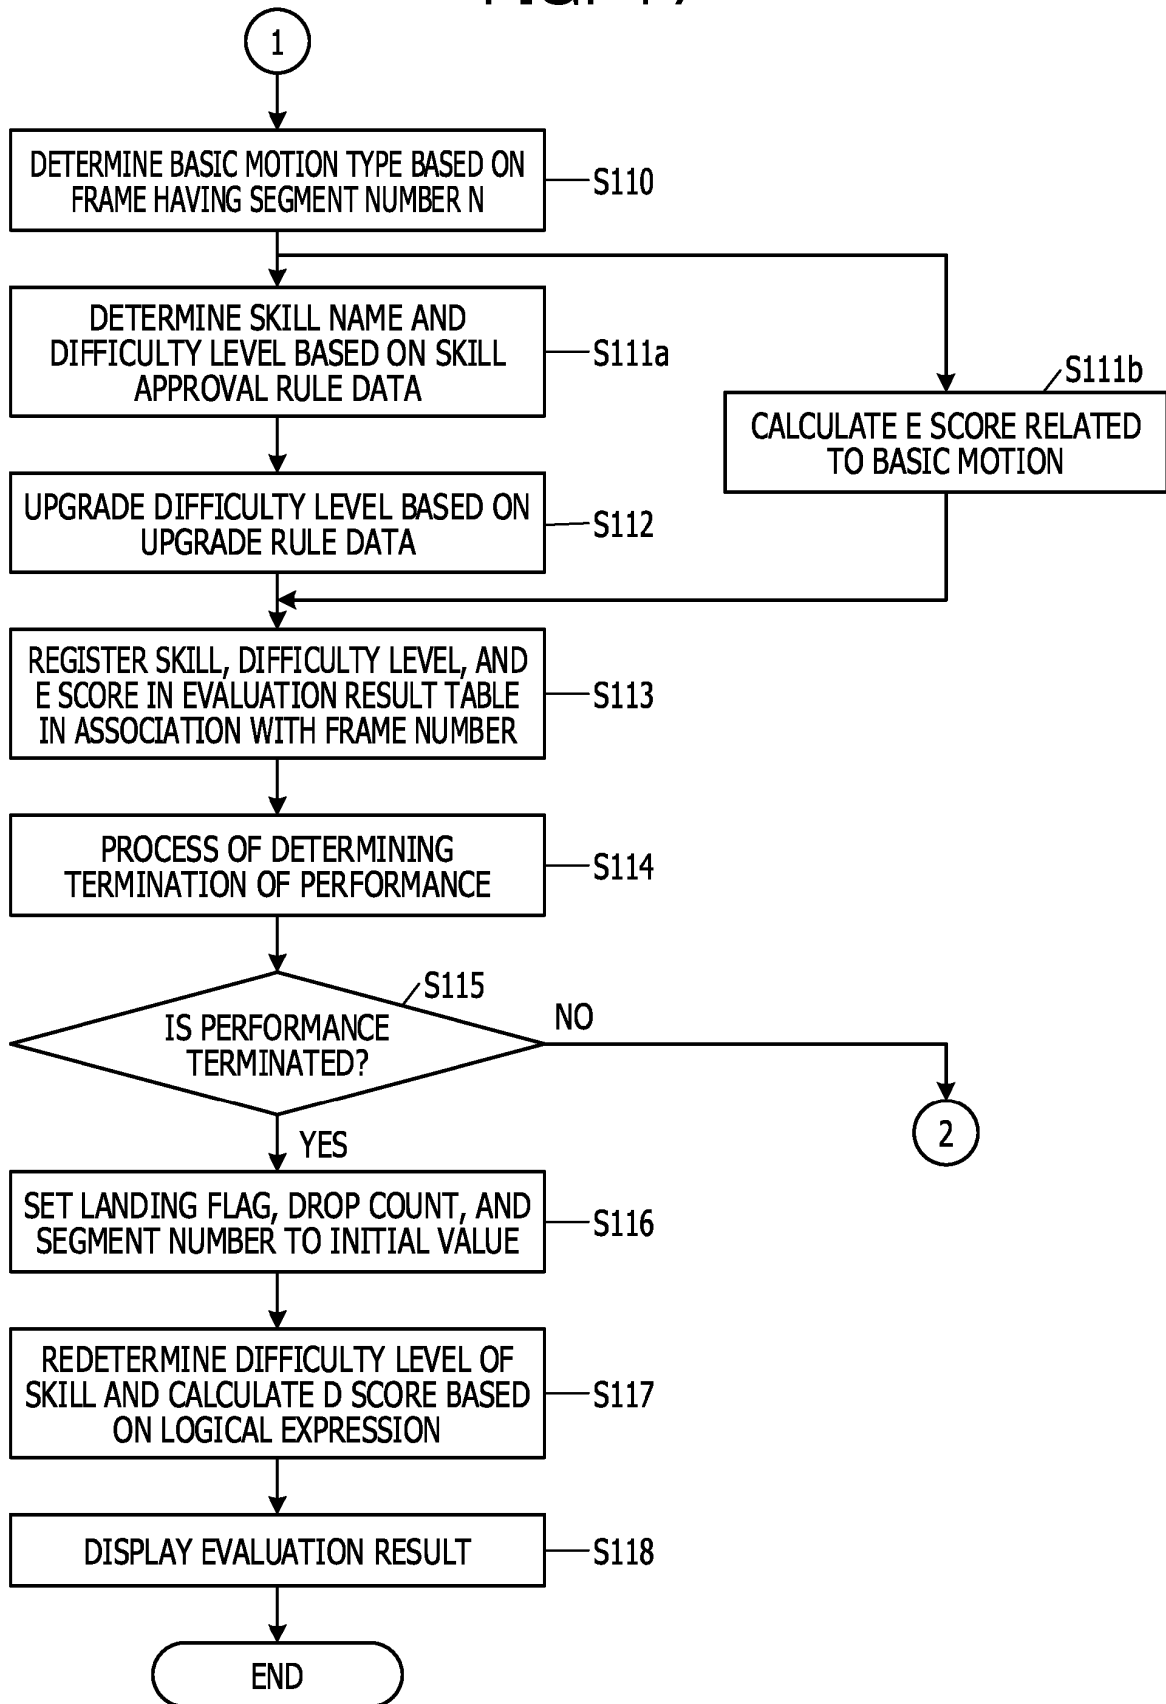 1
DETERMINE BASIC MOTION TYPE BASED ON
FRAME HAVING SEGMENT NUMBER N
S110
DETERMINE SKILL NAME AND
DIFFICULTY LEVEL BASED ON SKILL
APPROVAL RULE DATA
S111a
S111b
CALCULATE E SCORE RELATED
TO BASIC MOTION
UPGRADE DIFFICULTY LEVEL BASED ON
UPGRADE RULE DATA
S112
REGISTER SKILL, DIFFICULTY LEVEL, AND
E SCORE IN EVALUATION RESULT TABLE
IN ASSOCIATION WITH FRAME NUMBER
S113
PROCESS OF DETERMINING
TERMINATION OF PERFORMANCE
S114
S115
IS PERFORMANCE
TERMINATED?
NO
2
YES
SET LANDING FLAG, DROP COUNT, AND
SEGMENT NUMBER TO INITIAL VALUE
S116
REDETERMINE DIFFICULTY LEVEL OF
SKILL AND CALCULATE D SCORE BASED
ON LOGICAL EXPRESSION
S117
DISPLAY EVALUATION RESULT
S118
END